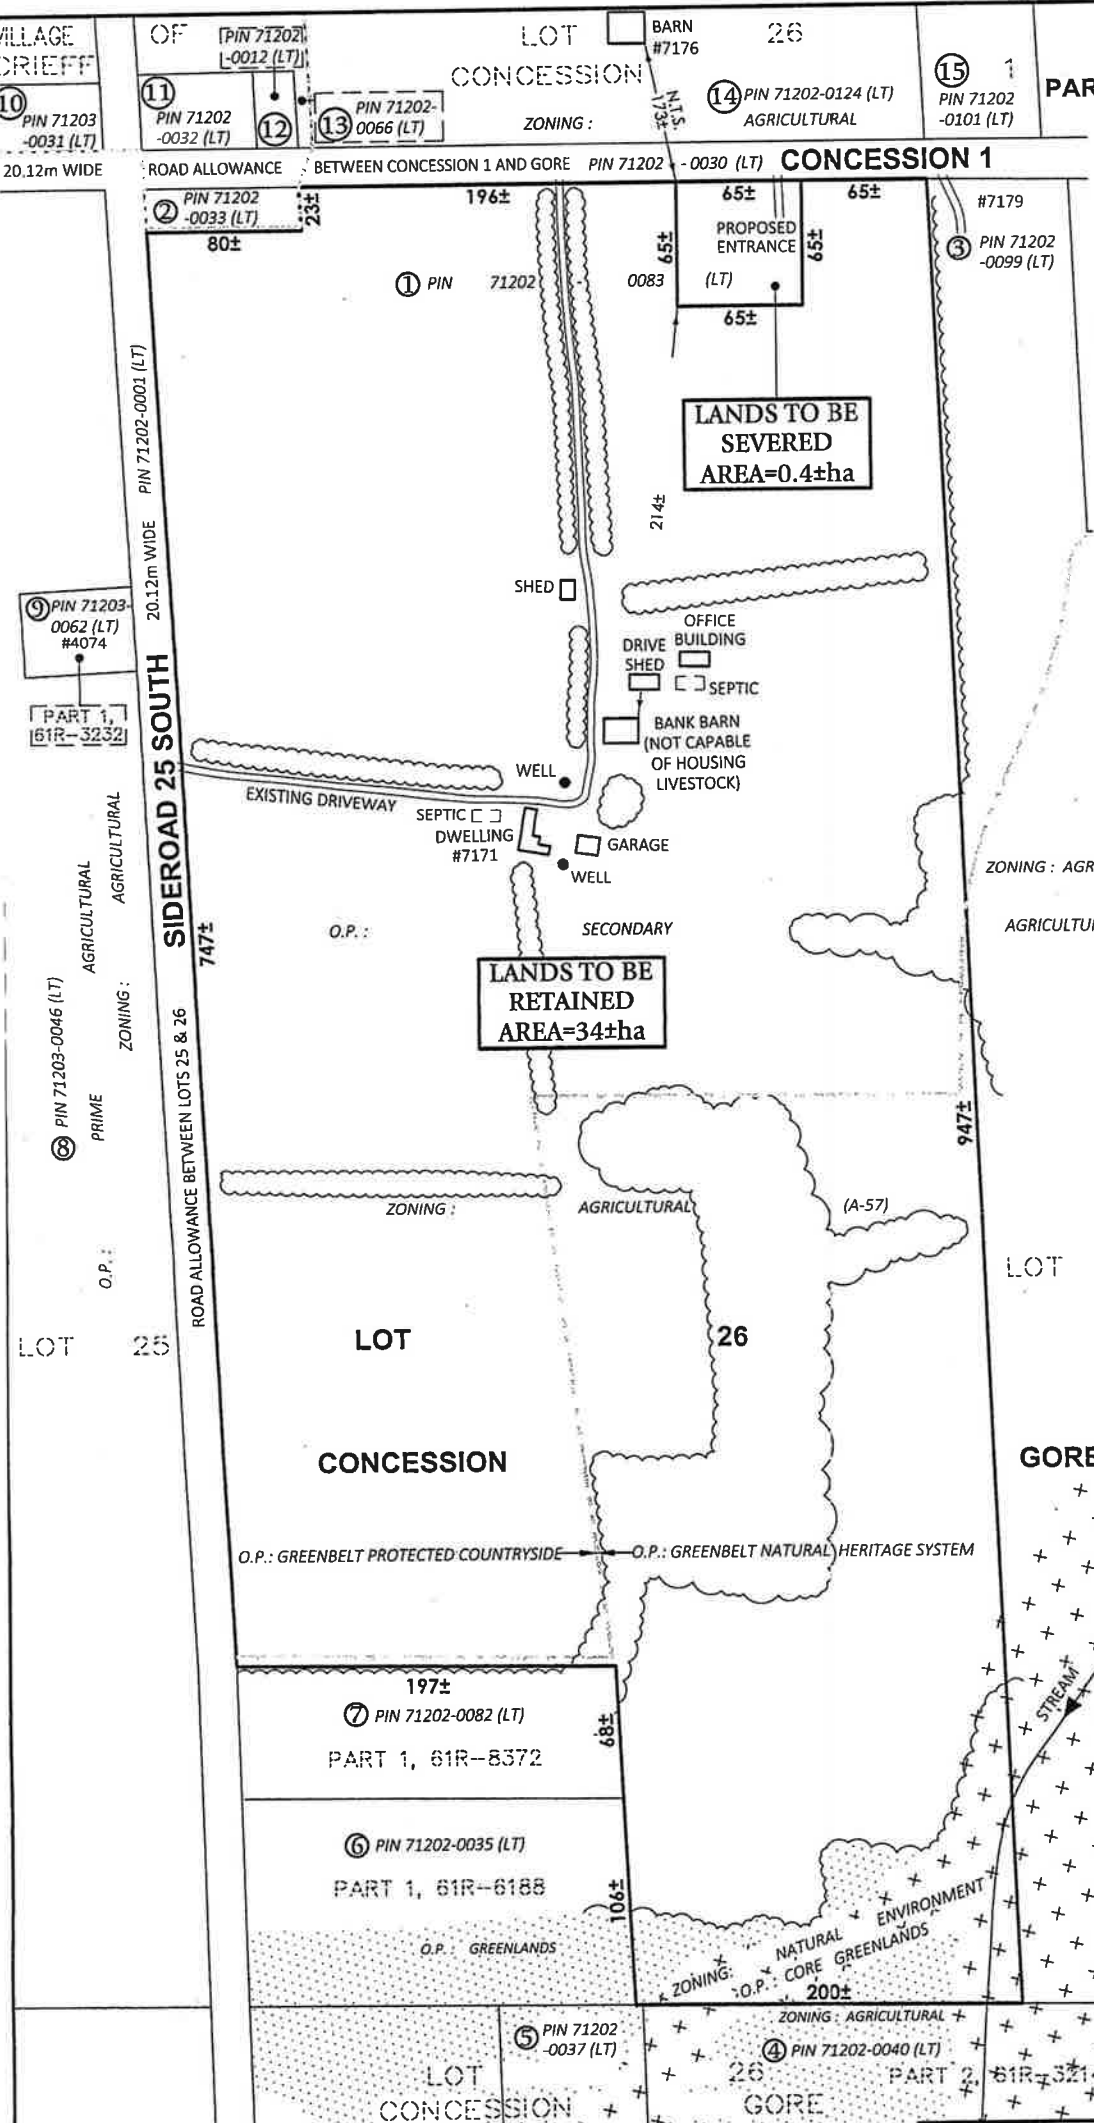 VILLAGE OF
CRIEFF
PIN 71202
-0012 (LT)
LOT 26
CONCESSION 1
BARN
#7176
N.T.S.
173±
10 PIN 71203
-0031 (LT)
11 PIN 71202
-0032 (LT)
12
13 PIN 71202-
0066 (LT)
ZONING : AGRICULTURAL
14 PIN 71202-0124 (LT)
15 PIN 71202
-0101 (LT)
PAR
20.12m WIDE ROAD ALLOWANCE BETWEEN CONCESSION 1 AND GORE PIN 71202 - 0030 (LT) CONCESSION 1
2 PIN 71202
-0033 (LT)
23±
80±
196±
65±
65±
#7179
3 PIN 71202
-0099 (LT)
65±
PROPOSED
ENTRANCE
65±
1 PIN 71202 - 0083 (LT)
65±
LANDS TO BE
SEVERED
AREA=0.4±ha
214±
PIN 71202-0001 (LT)
20.12m WIDE
SIDEROAD 25 SOUTH
ROAD ALLOWANCE BETWEEN LOTS 25 & 26
9 PIN 71203-
0062 (LT)
#4074
PART 1,
61R-3232
SHED
OFFICE
BUILDING
DRIVE
SHED
SEPTIC
BANK BARN
(NOT CAPABLE
OF HOUSING
LIVESTOCK)
WELL
EXISTING DRIVEWAY
SEPTIC
DWELLING
#7171
GARAGE
WELL
8 PIN 71203-0046 (LT)
O.P. : PRIME AGRICULTURAL
ZONING : AGRICULTURAL
747±
O.P. : SECONDARY
ZONING : AGR
AGRICULTUR
LANDS TO BE
RETAINED
AREA=34±ha
947±
ZONING : AGRICULTURAL (A-57)
LOT
LOT 25
LOT 26
CONCESSION GORE
O.P.: GREENBELT PROTECTED COUNTRYSIDE
O.P.: GREENBELT NATURAL HERITAGE SYSTEM
197±
7 PIN 71202-0082 (LT)
PART 1, 61R-8372
68±
STREAM
6 PIN 71202-0035 (LT)
PART 1, 61R-6188
106±
O.P. : GREENLANDS
ZONING: NATURAL ENVIRONMENT
O.P. : CORE GREENLANDS
200±
ZONING : AGRICULTURAL
5 PIN 71202
-0037 (LT)
4 PIN 71202-0040 (LT)
LOT 26
PART 2, 61R-321
CONCESSION GORE